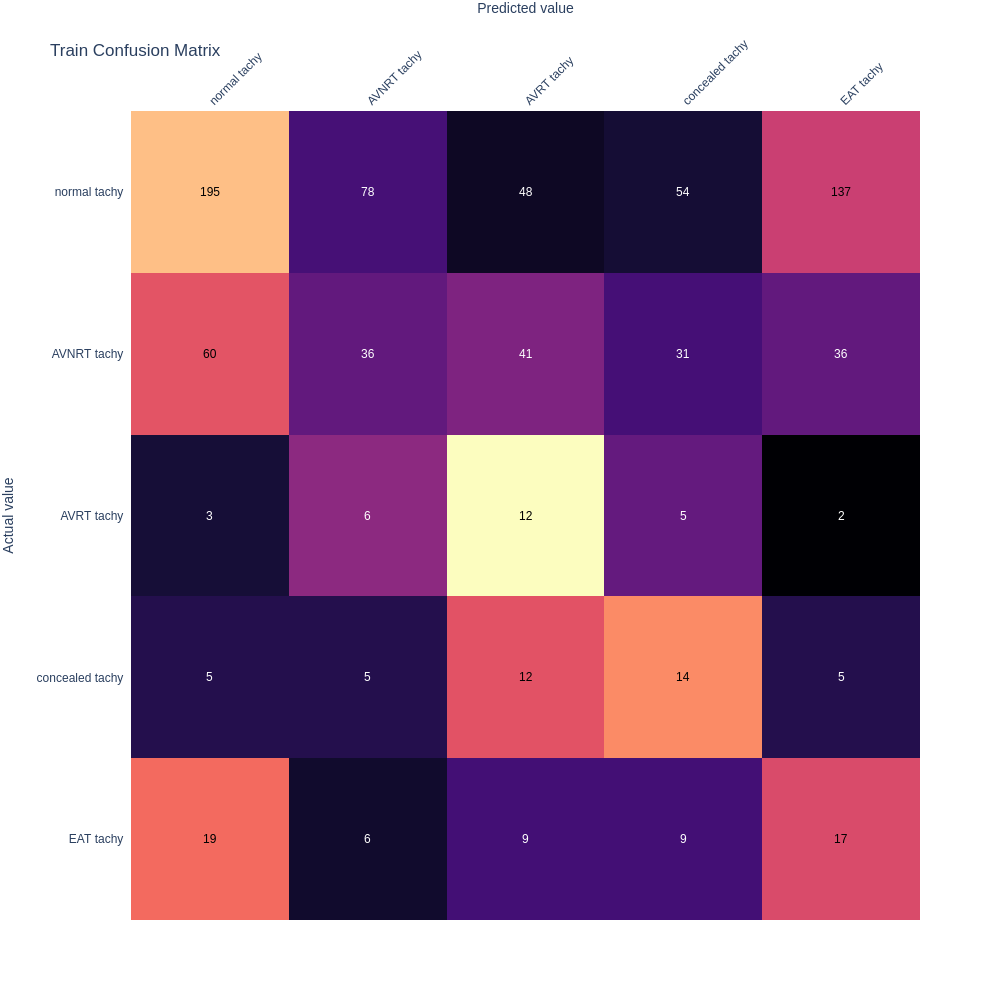 Predicted value
Train Confusion Matrix
normal tachy AVNRT tachy AVRT tachy concealed tachy EAT tachy
normal tachy 195 78 48 54 137
AVNRT tachy 60 36 41 31 36
AVRT tachy 3 6 12 5 2
Actual value
concealed tachy 5 5 12 14 5
EAT tachy 19 6 9 9 17